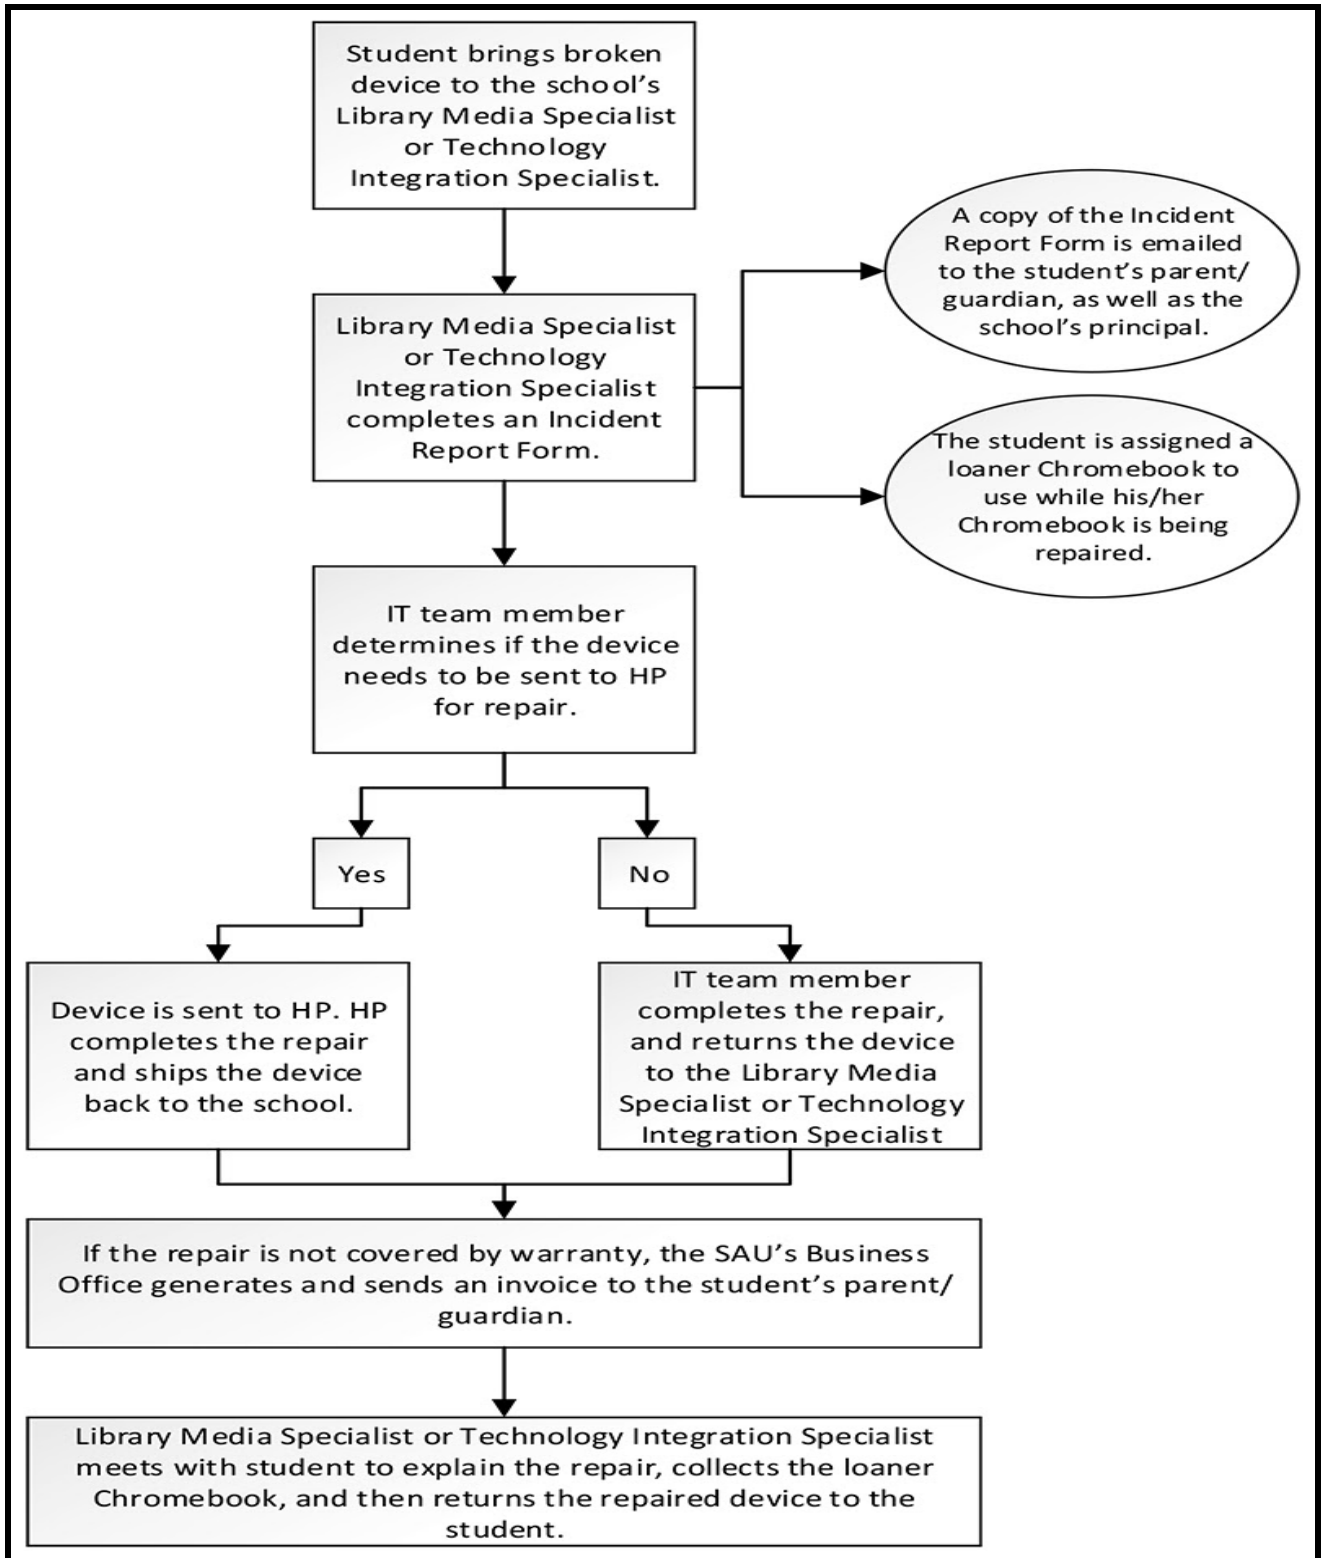 Student brings broken
device to the school's
Library Media Specialist
or Technology
Integration Specialist.
A copy of the Incident
Report Form is emailed
to the student's parent/
guardian, as well as the
school's principal.
Library Media Specialist
or Technology
Integration Specialist
completes an Incident
Report Form.
The student is assigned a
loaner Chromebook to
use while his/her
Chromebook is being
repaired.
IT team member
determines if the device
needs to be sent to HP
for repair.
Yes
No
Device is sent to HP. HP
completes the repair
and ships the device
back to the school.
IT team member
completes the repair,
and returns the device
to the Library Media
Specialist or Technology
Integration Specialist
If the repair is not covered by warranty, the SAU's Business
Office generates and sends an invoice to the student's parent/
guardian.
Library Media Specialist or Technology Integration Specialist
meets with student to explain the repair, collects the loaner
Chromebook, and then returns the repaired device to the
student.